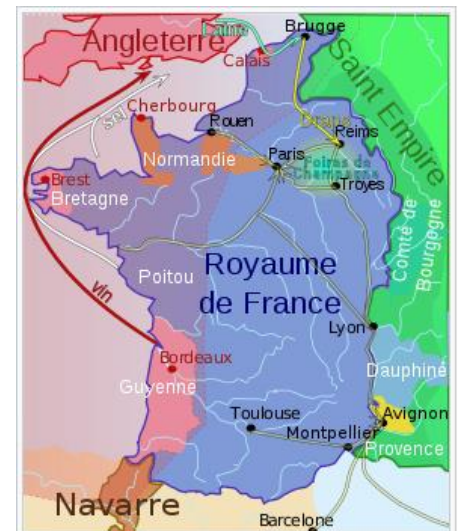 Laine
Brugge
Angleterre
Calais
Saint Empire
Cherbourg
Sel
Rouen
Draps
Reims
Normandie
Paris
Foires de
Champagne
Troyes
Brest
Bretagne
Comté de
Bourgogne
Poitou
Royaume
de France
vin
Lyon
Bordeaux
Dauphiné
Guyenne
Toulouse
Avignon
Montpellier
Provence
Navarre
Barcelone